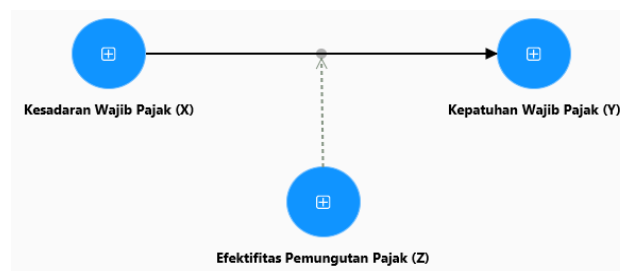 Kesadaran Wajib Pajak (X)
Kepatuhan Wajib Pajak (Y)
Efektifitas Pemungutan Pajak (Z)